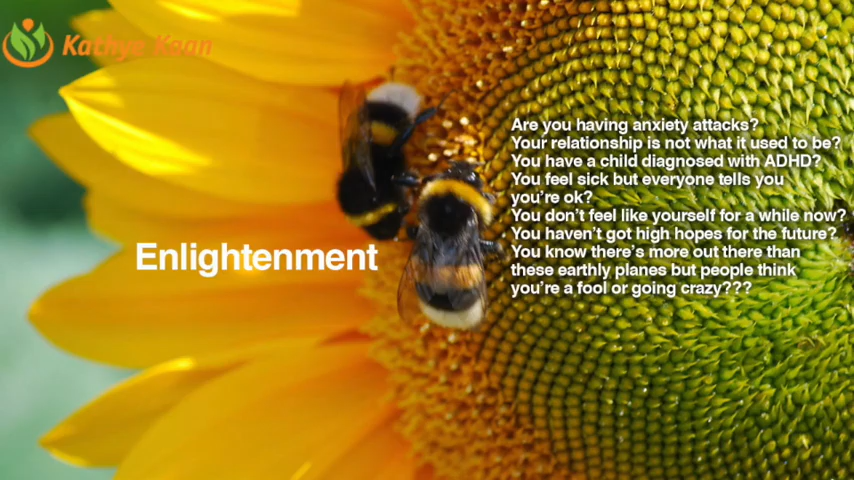 Kathye Kaan
Are you having anxiety attacks?
Your relationship is not what it used to be?
You have a child diagnosed with ADHD?
You feel sick but everyone tells you
you're ok?
You don't feel like yourself for a while now?
You haven't got high hopes for the future?
You know there's more out there than
these earthly planes but people think
you're a fool or going crazy???
Enlightenment